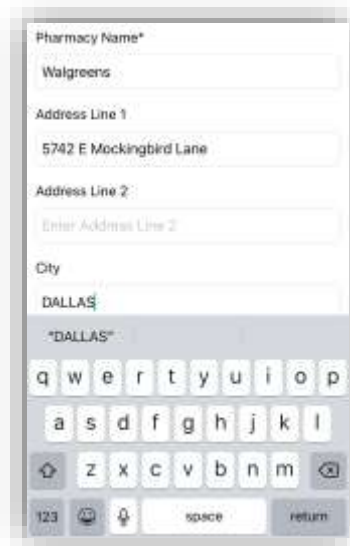 Pharmacy Name*
Walgreens
Address Line 1
5742 E Mockingbird Lane
Address Line 2
Enter Address Line 2
City
DALLAS
"DALLAS"
q w e r t y u i o p
a s d f g h j k l
z x c v b n m
123 space return